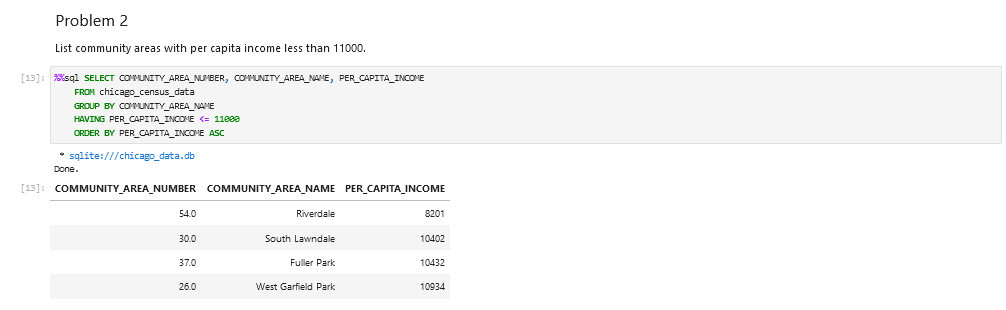 Problem 2
List community areas with per capita income less than 11000.
[13]: %%sql SELECT COMMUNITY_AREA_NUMBER, COMMUNITY_AREA_NAME, PER_CAPITA_INCOME
FROM chicago_census_data
GROUP BY COMMUNITY_AREA_NAME
HAVING PER_CAPITA_INCOME <= 11000
ORDER BY PER_CAPITA_INCOME ASC
* sqlite:///chicago_data.db
Done.
[13]: COMMUNITY_AREA_NUMBER COMMUNITY_AREA_NAME PER_CAPITA_INCOME
54.0 Riverdale 8201
30.0 South Lawndale 10402
37.0 Fuller Park 10432
26.0 West Garfield Park 10934